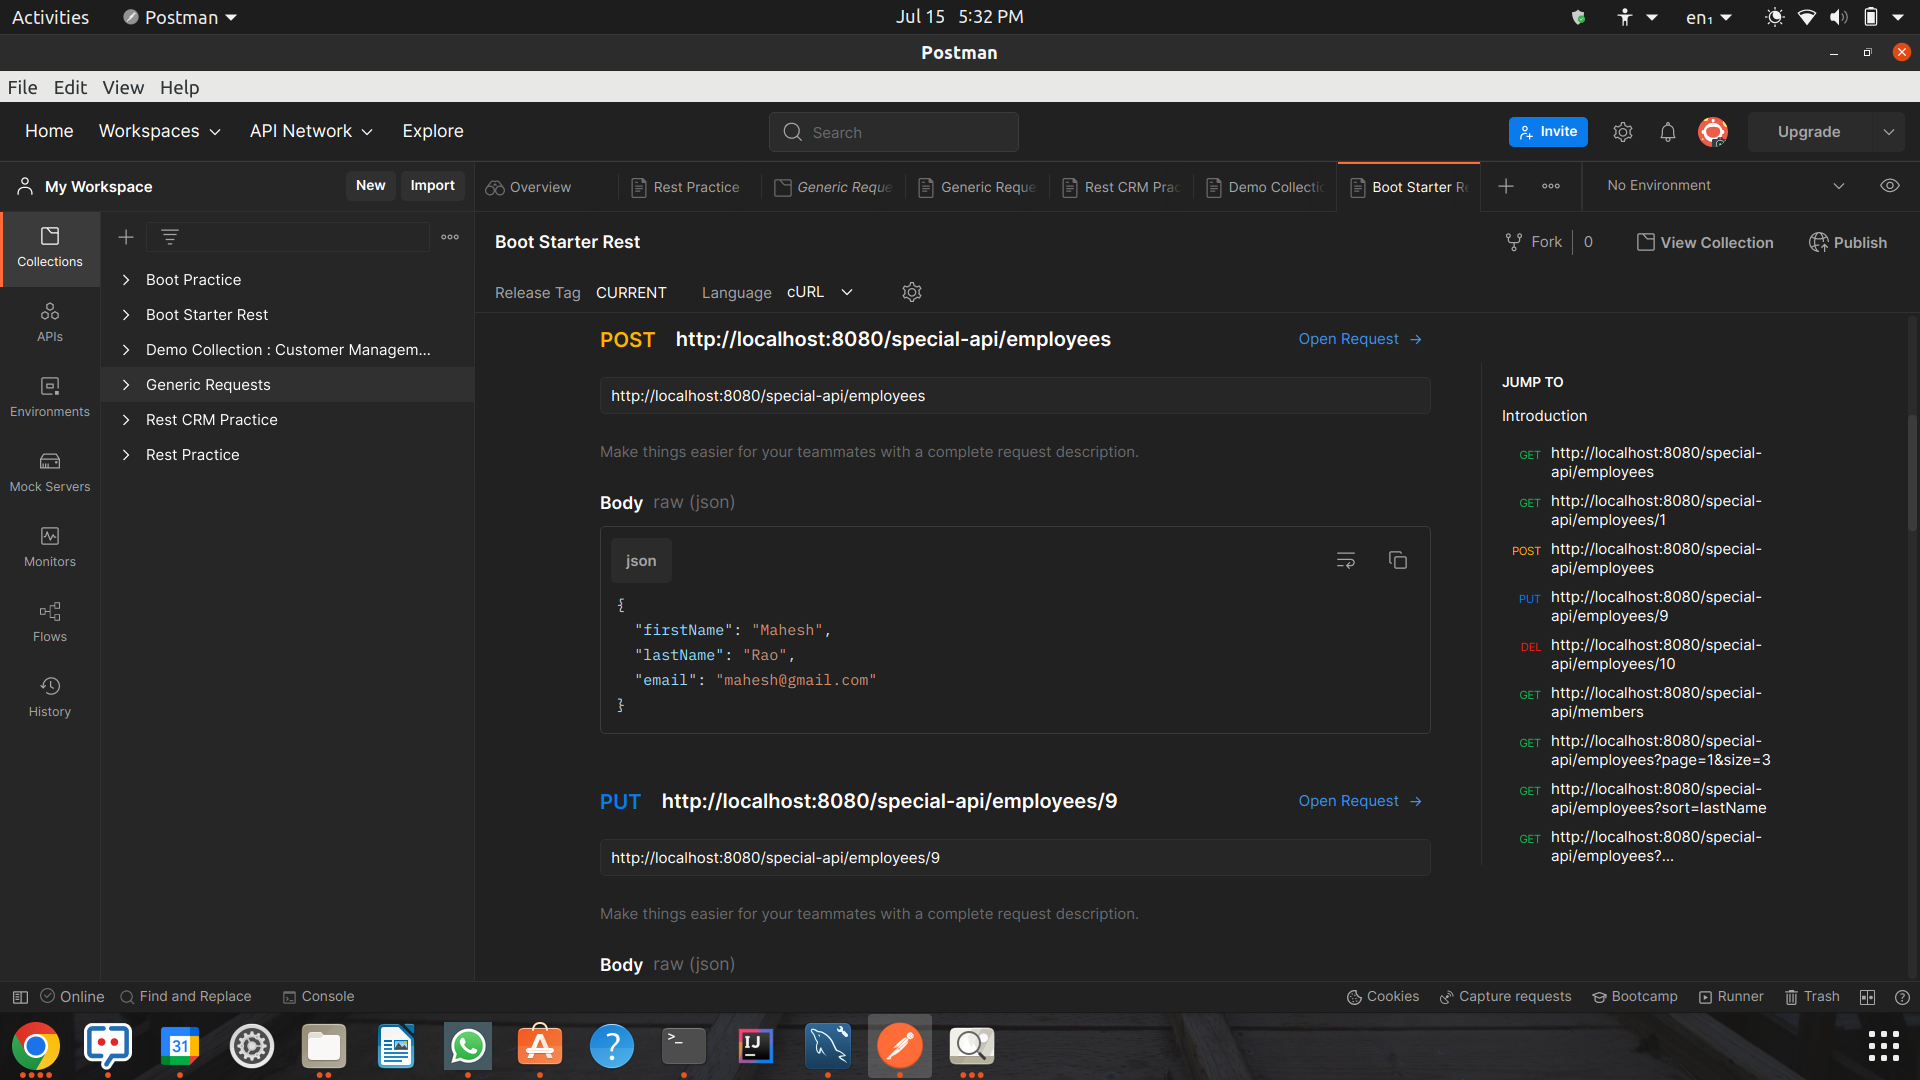 Activities
Postman
Jul 15 5:32 PM
en₁
Postman
File Edit View Help
Home
Workspaces
API Network
Explore
Search
Invite
Upgrade
My Workspace
New
Import
Overview
Rest Practice
Generic Reque
Generic Reque
Rest CRM Prac
Demo Collectic
Boot Starter Re
No Environment
Collections
APIs
Environments
Mock Servers
Monitors
Flows
History
Boot Practice
Boot Starter Rest
Demo Collection : Customer Managem...
Generic Requests
Rest CRM Practice
Rest Practice
Boot Starter Rest
Fork 0
View Collection
Publish
Release Tag CURRENT
Language cURL
POST http://localhost:8080/special-api/employees
Open Request →
http://localhost:8080/special-api/employees
Make things easier for your teammates with a complete request description.
Body raw (json)
json
{
"firstName": "Mahesh",
"lastName": "Rao",
"email": "mahesh@gmail.com"
}
PUT http://localhost:8080/special-api/employees/9
Open Request →
http://localhost:8080/special-api/employees/9
Make things easier for your teammates with a complete request description.
Body raw (json)
JUMP TO
Introduction
GET http://localhost:8080/special-
api/employees
GET http://localhost:8080/special-
api/employees/1
POST http://localhost:8080/special-
api/employees
PUT http://localhost:8080/special-
api/employees/9
DEL http://localhost:8080/special-
api/employees/10
GET http://localhost:8080/special-
api/members
GET http://localhost:8080/special-
api/employees?page=1&size=3
GET http://localhost:8080/special-
api/employees?sort=lastName
GET http://localhost:8080/special-
api/employees?...
Online
Find and Replace
Console
Cookies
Capture requests
Bootcamp
Runner
Trash
31
>_
IJ